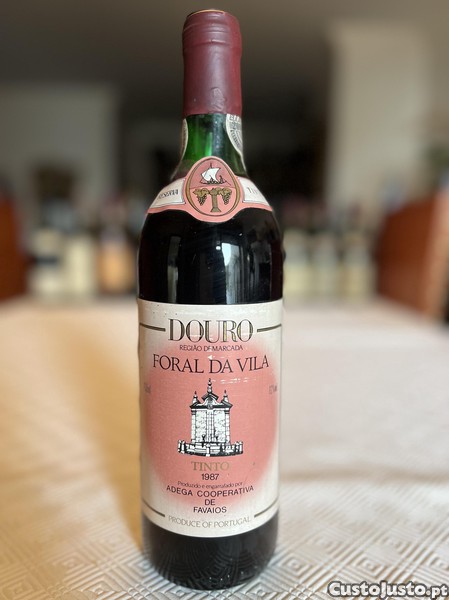 RESERVA
DOURO
REGIÃO DEMARCADA
FORAL DA VILA
TINTO
1987
Produzido e engarrafado por
ADEGA COOPERATIVA
DE
FAVAIOS
PRODUCE OF PORTUGAL
CustoJusto.pt